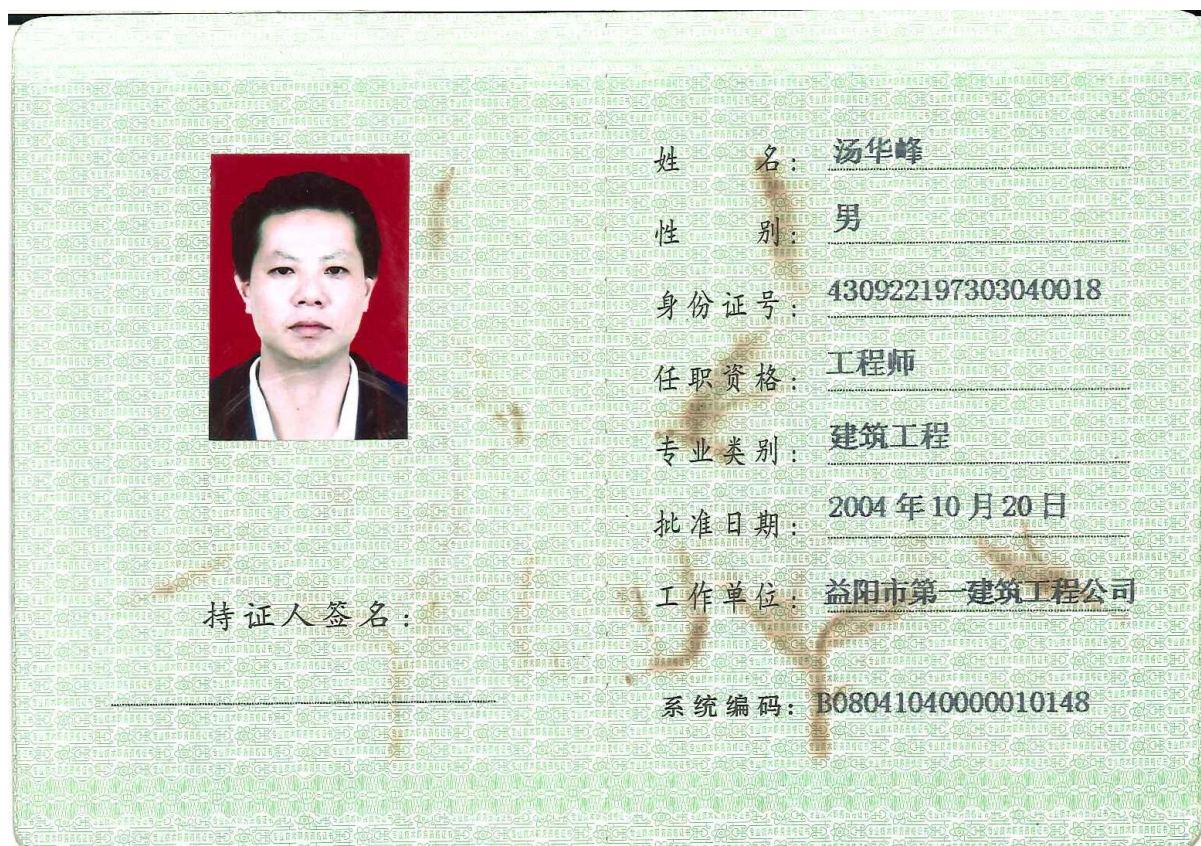 姓名：汤华峰
性别：男
身份证号：430922197303040018
任职资格：工程师
专业类别：建筑工程
批准日期：2004年10月20日
工作单位：益阳市第一建筑工程公司
持证人签名：
系统编码：B08041040000010148